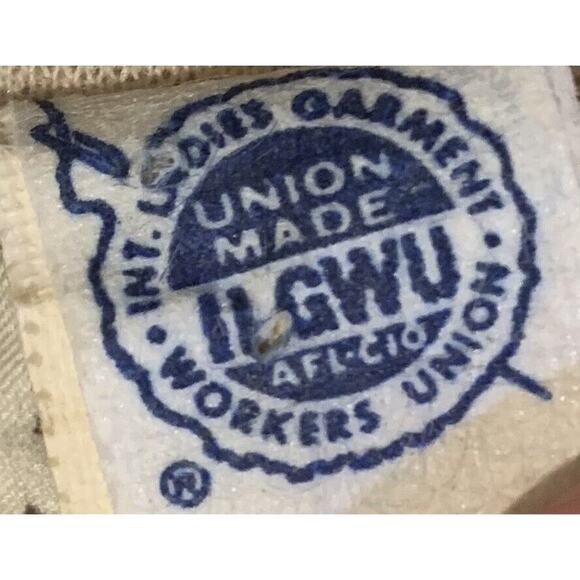 INT. LADIES GARMENT
UNION
MADE
ILGWU
AFL-CIO
• WORKERS UNION •
®